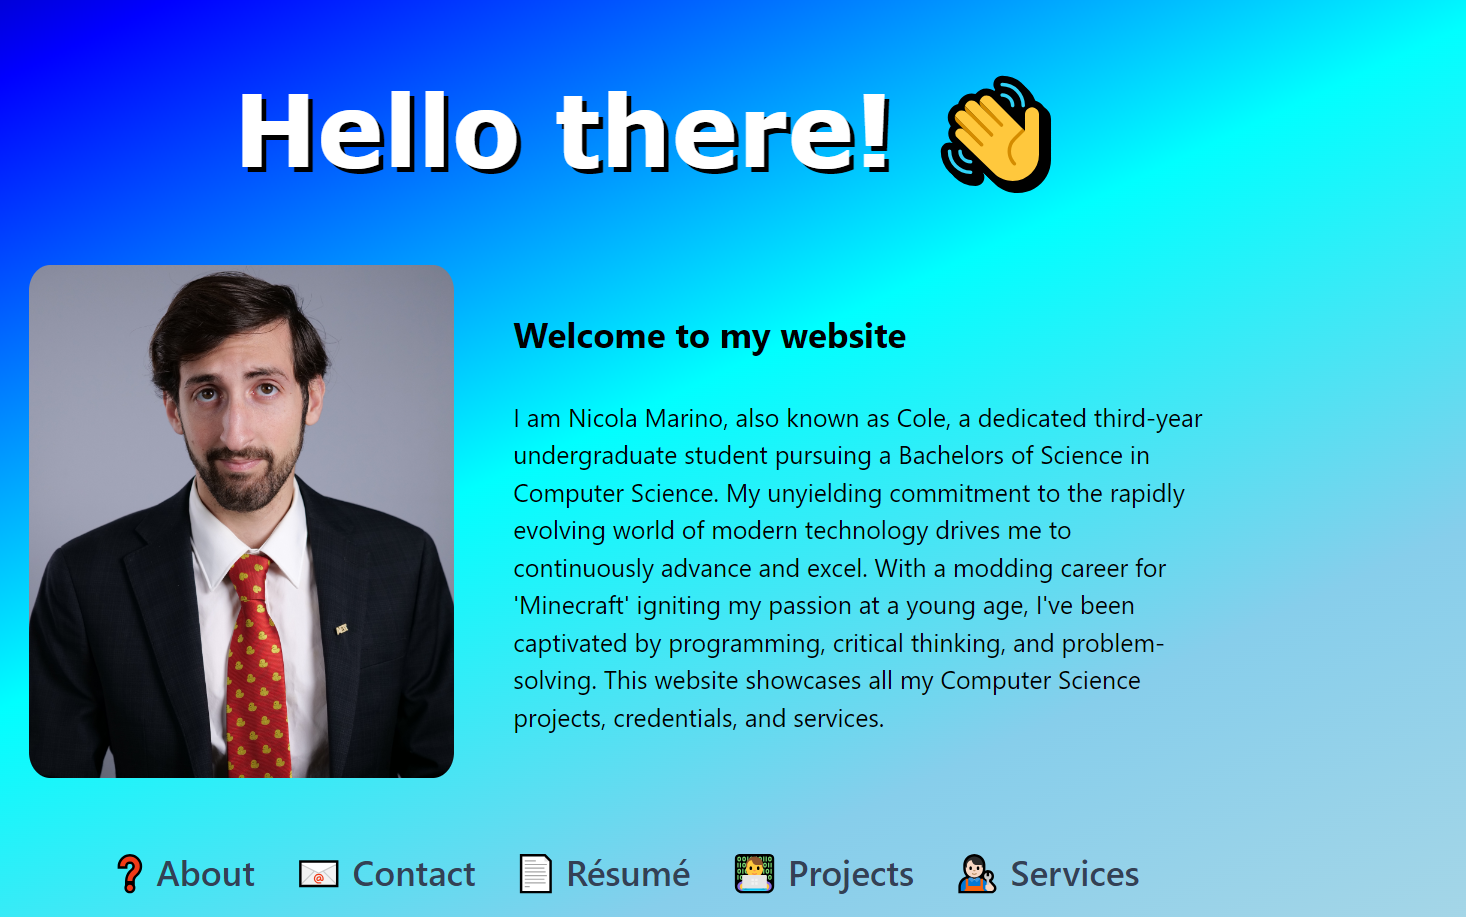 Hello there! 👋
Welcome to my website
I am Nicola Marino, also known as Cole, a dedicated third-year
undergraduate student pursuing a Bachelors of Science in
Computer Science. My unyielding commitment to the rapidly
evolving world of modern technology drives me to
continuously advance and excel. With a modding career for
'Minecraft' igniting my passion at a young age, I've been
captivated by programming, critical thinking, and problem-
solving. This website showcases all my Computer Science
projects, credentials, and services.
❓ About 📧 Contact 📄 Résumé 👨‍💻 Projects 👩🏻‍🔧 Services